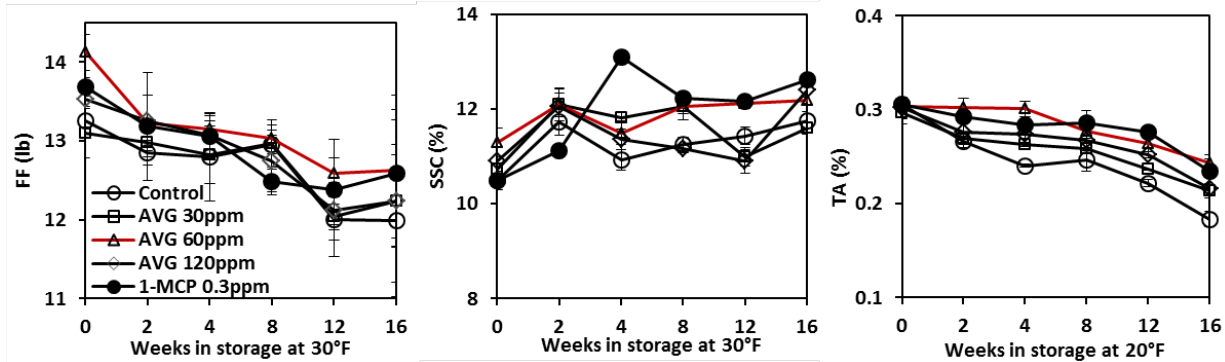 14
13
12
11
FF (lb)
Control
AVG 30ppm
AVG 60ppm
AVG 120ppm
1-MCP 0.3ppm
0 2 4 8 12 16
Weeks in storage at 30°F
14
12
10
8
SSC (%)
0 2 4 8 12 16
Weeks in storage at 30°F
0.4
0.3
0.2
0.1
TA (%)
0 2 4 8 12 16
Weeks in storage at 20°F